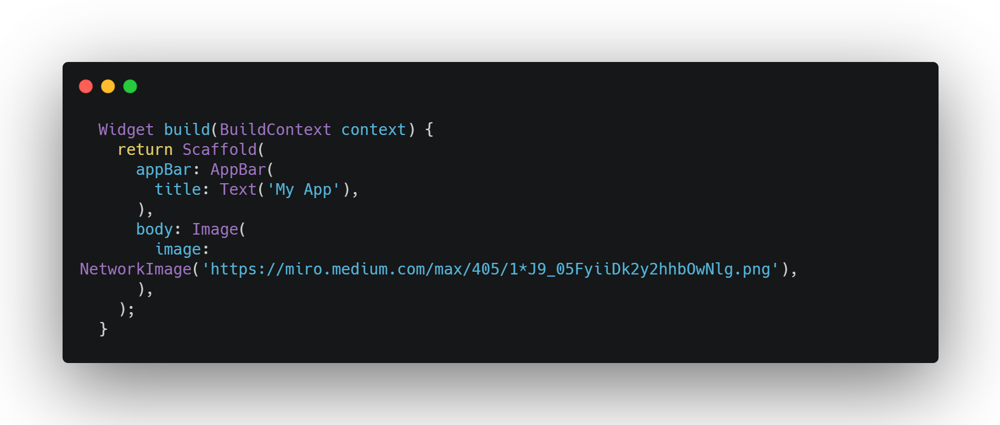 Widget build(BuildContext context) {
return Scaffold(
appBar: AppBar(
title: Text('My App'),
),
body: Image(
image:
NetworkImage('https://miro.medium.com/max/405/1*J9_05FyiiDk2y2hhbOwNlg.png'),
),
);
}